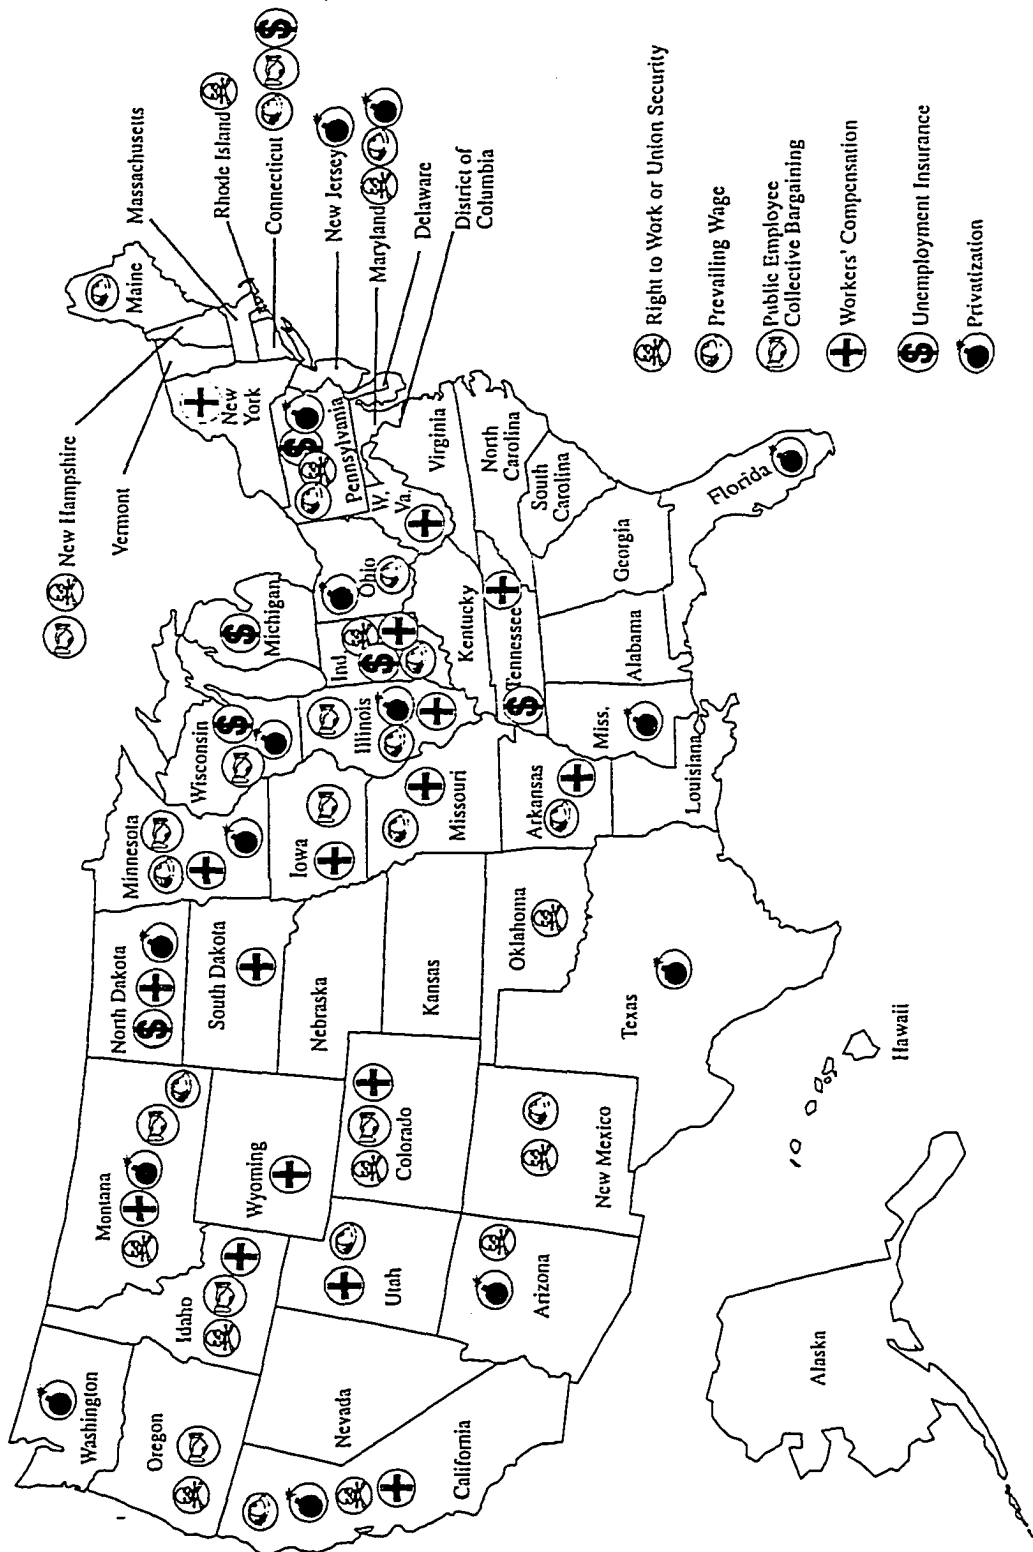 Washington
Oregon
California
Nevada
Idaho
Montana
Wyoming
Utah
Arizona
Colorado
New Mexico
North Dakota
South Dakota
Nebraska
Kansas
Oklahoma
Texas
Minnesota
Iowa
Missouri
Arkansas
Louisiana
Wisconsin
Illinois
Michigan
Ind
Ohio
Kentucky
Tennessee
Miss.
Alabama
Georgia
Florida
South
Carolina
North
Carolina
Virginia
W.
Va.
Pennsylvania
New
York
Maine
Vermont
New Hampshire
Massachusetts
Rhode Island
Connecticut
New Jersey
Maryland
Delaware
District of
Columbia
Alaska
Hawaii
Right to Work or Union Security
Prevailing Wage
Public Employee
Collective Bargaining
Workers' Compensation
$ Unemployment Insurance
Privatization
$
$
$
$
$
$
$